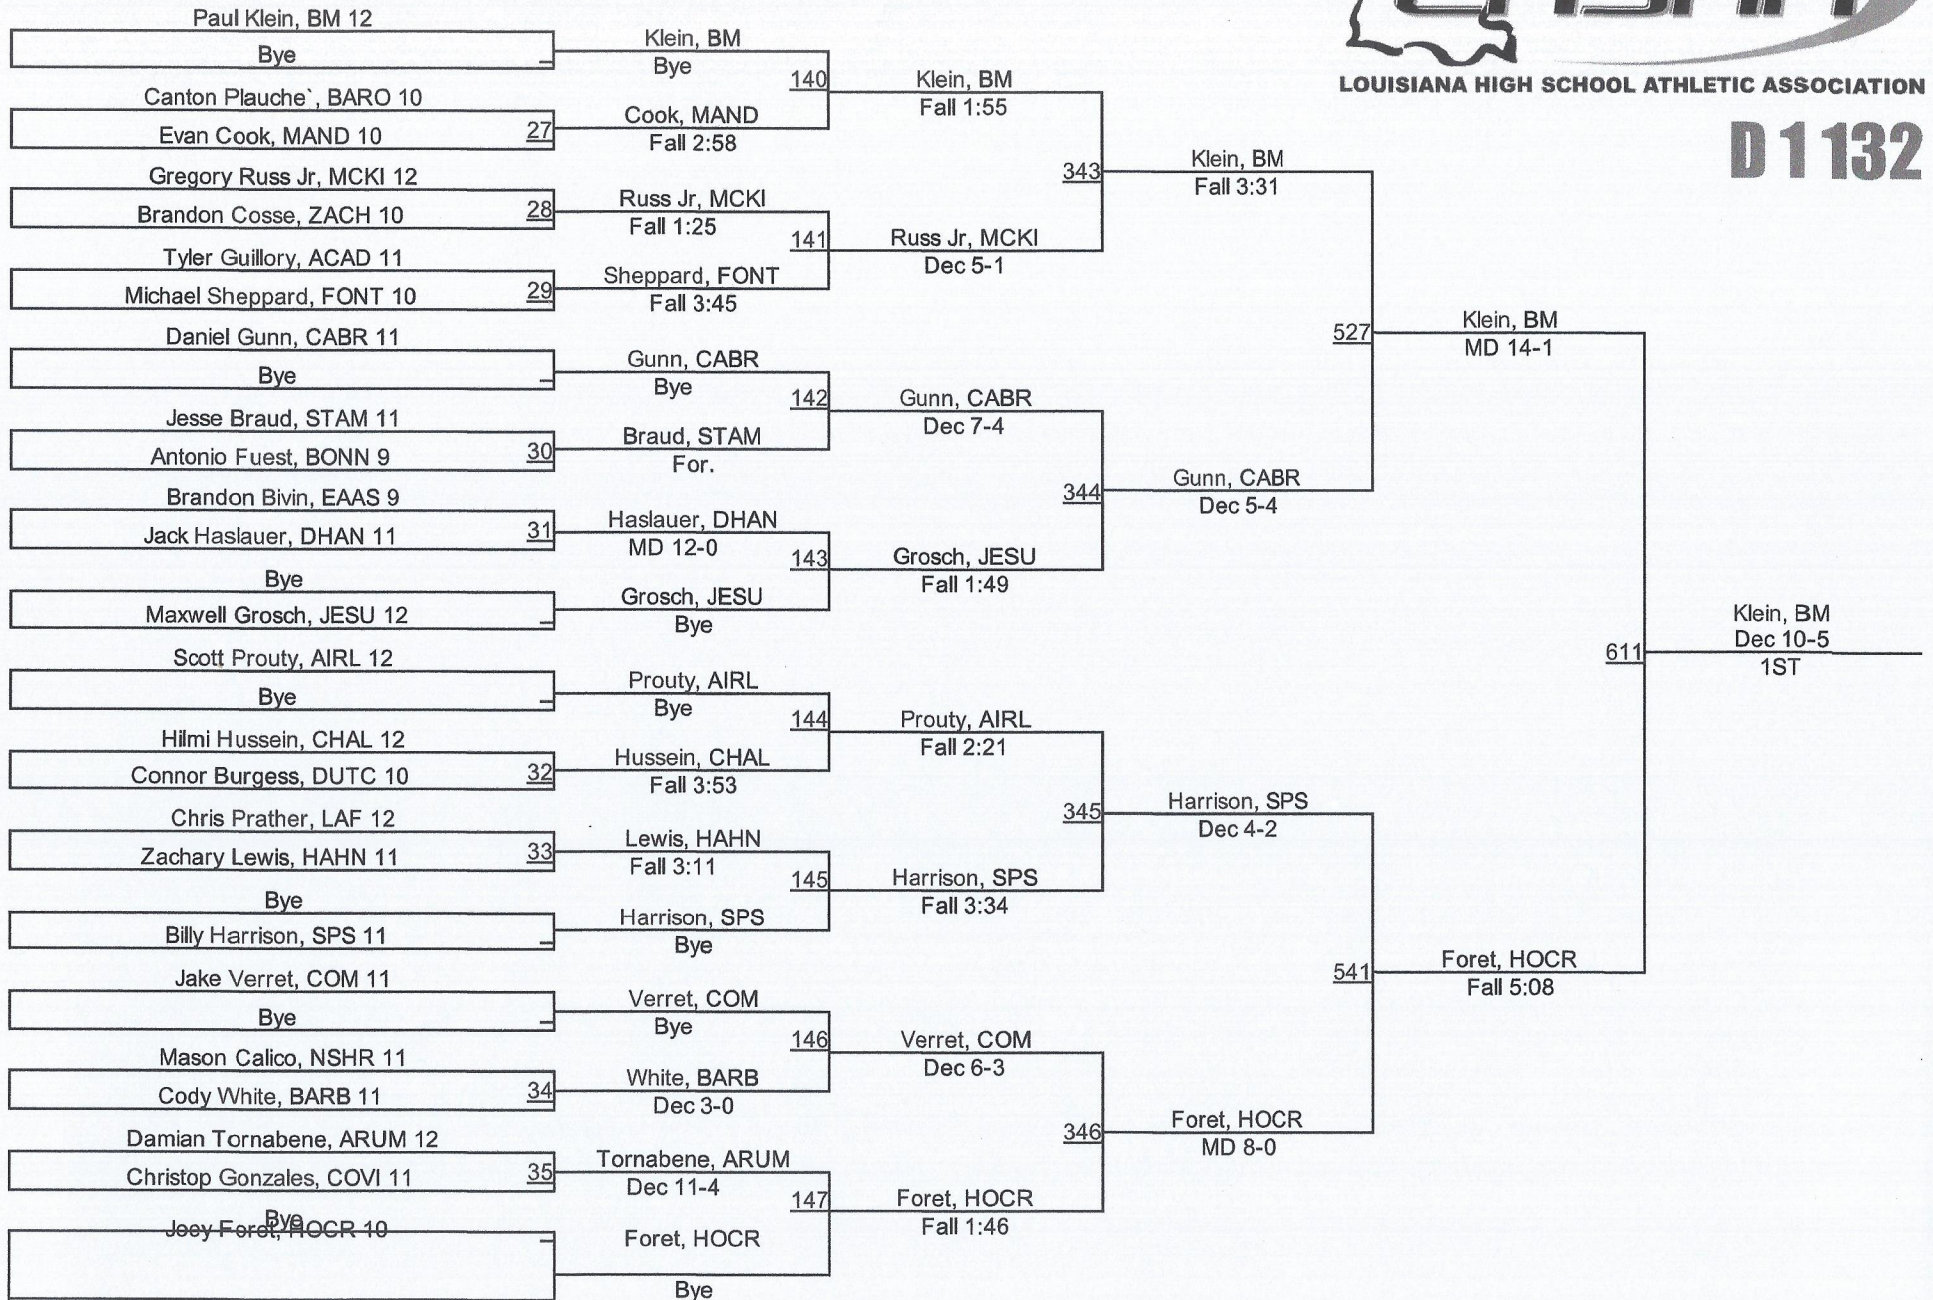 LOUISIANA HIGH SCHOOL ATHLETIC ASSOCIATION
D 1 132
Paul Klein, BM 12
Bye
Canton Plauche`, BARO 10
Evan Cook, MAND 10
27
Gregory Russ Jr, MCKI 12
Brandon Cosse, ZACH 10
28
Tyler Guillory, ACAD 11
Michael Sheppard, FONT 10
29
Daniel Gunn, CABR 11
Bye
Jesse Braud, STAM 11
Antonio Fuest, BONN 9
30
Brandon Bivin, EAAS 9
Jack Haslauer, DHAN 11
31
Bye
Maxwell Grosch, JESU 12
Scott Prouty, AIRL 12
Bye
Hilmi Hussein, CHAL 12
Connor Burgess, DUTC 10
32
Chris Prather, LAF 12
Zachary Lewis, HAHN 11
33
Bye
Billy Harrison, SPS 11
Jake Verret, COM 11
Bye
Mason Calico, NSHR 11
Cody White, BARB 11
34
Damian Tornabene, ARUM 12
Christop Gonzales, COVI 11
35
Bye
Joey Foret, HOCR 10
Klein, BM
Bye
140
Cook, MAND
Fall 2:58
Russ Jr, MCKI
Fall 1:25
141
Sheppard, FONT
Fall 3:45
Gunn, CABR
Bye
142
Braud, STAM
For.
Haslauer, DHAN
MD 12-0
143
Grosch, JESU
Bye
Prouty, AIRL
Bye
144
Hussein, CHAL
Fall 3:53
Lewis, HAHN
Fall 3:11
145
Harrison, SPS
Bye
Verret, COM
Bye
146
White, BARB
Dec 3-0
Tornabene, ARUM
Dec 11-4
147
Foret, HOCR
Bye
Klein, BM
Fall 1:55
343
Russ Jr, MCKI
Dec 5-1
Gunn, CABR
Dec 7-4
344
Grosch, JESU
Fall 1:49
Prouty, AIRL
Fall 2:21
345
Harrison, SPS
Fall 3:34
Verret, COM
Dec 6-3
346
Foret, HOCR
Fall 1:46
Klein, BM
Fall 3:31
527
Gunn, CABR
Dec 5-4
Harrison, SPS
Dec 4-2
541
Foret, HOCR
MD 8-0
Klein, BM
MD 14-1
611
Foret, HOCR
Fall 5:08
Klein, BM
Dec 10-5
1ST